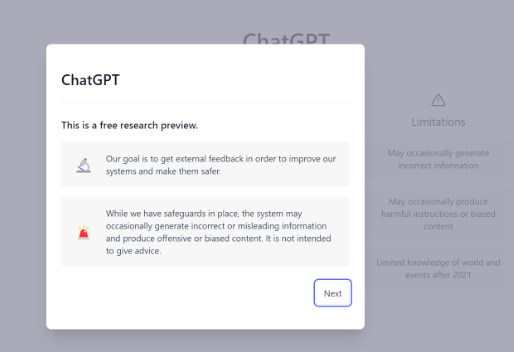 ChatGPT
ChatGPT
This is a free research preview.
Our goal is to get external feedback in order to improve our
systems and make them safer.
While we have safeguards in place, the system may
occasionally generate incorrect or misleading information
and produce offensive or biased content. It is not intended
to give advice.
Next
Limitations
May occasionally generate
incorrect information
May occasionally produce
harmful instructions or biased
content
Limited knowledge of world and
events after 2021